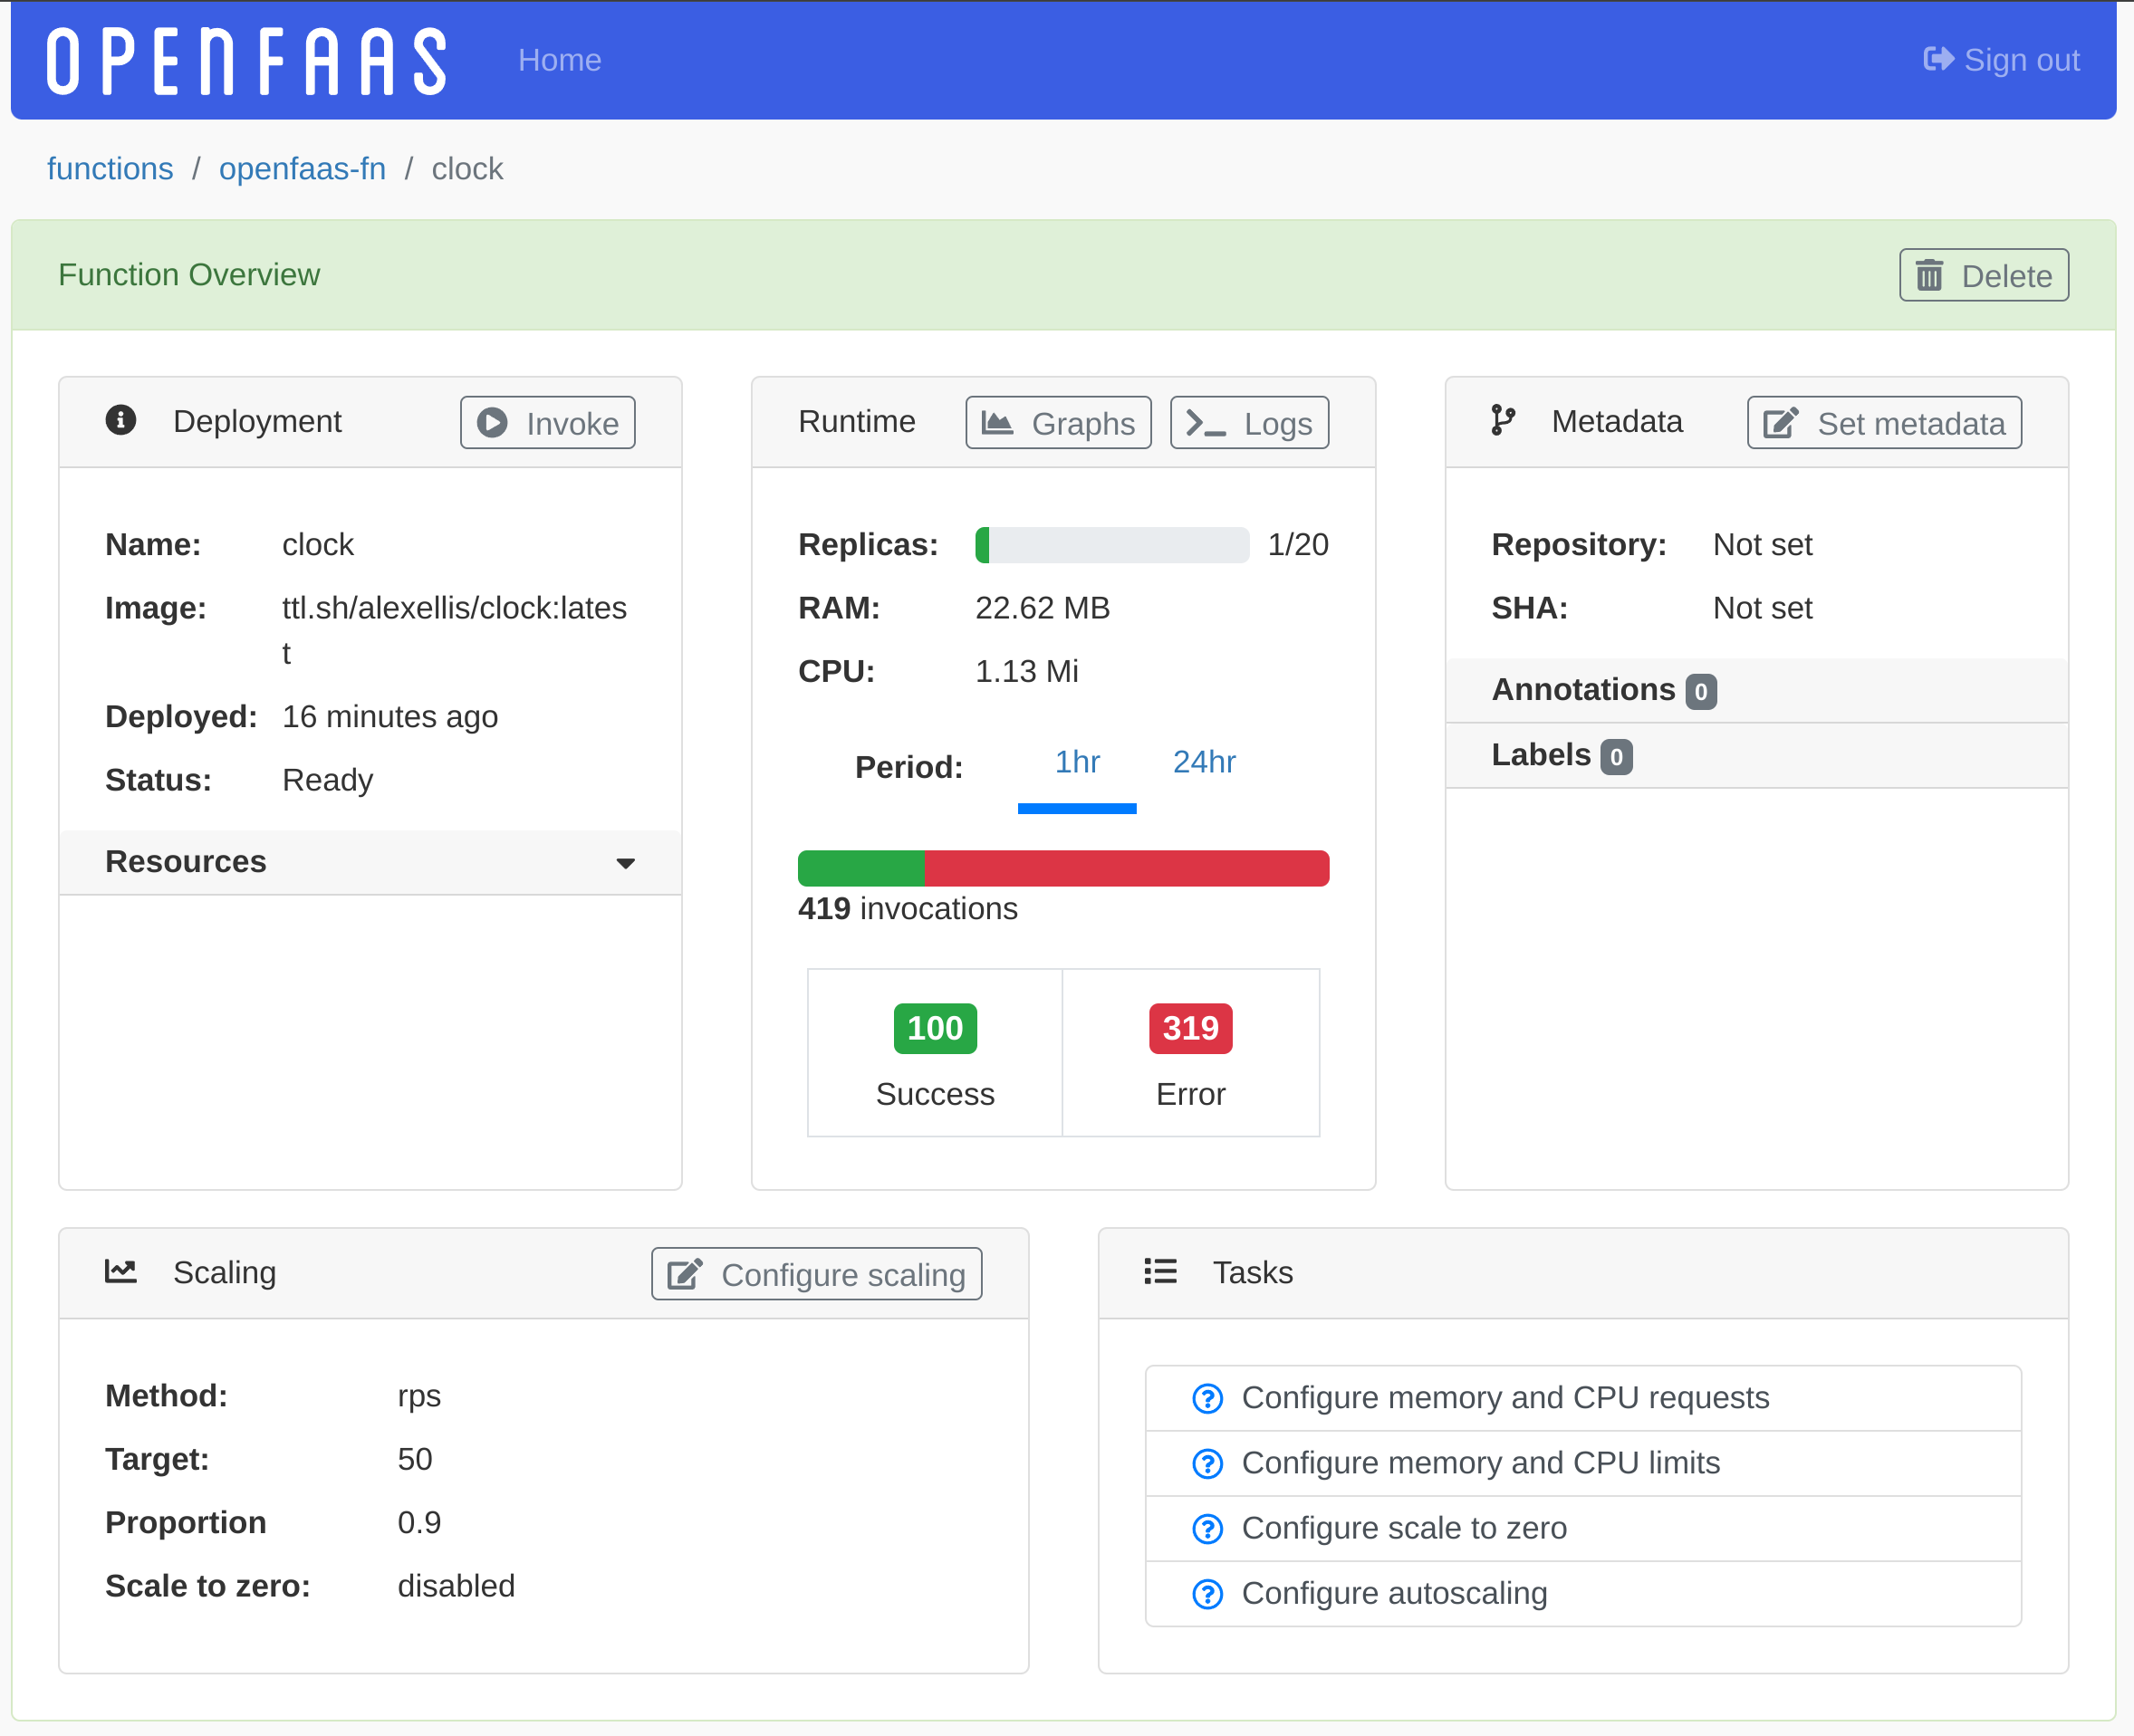 OPENFAAS Home Sign out
functions / openfaas-fn / clock
Function Overview Delete
Deployment Invoke
Name: clock
Image: ttl.sh/alexellis/clock:lates
t
Deployed: 16 minutes ago
Status: Ready
Resources
Runtime Graphs Logs
Replicas: 1/20
RAM: 22.62 MB
CPU: 1.13 Mi
Period: 1hr 24hr
419 invocations
100 319
Success Error
Metadata Set metadata
Repository: Not set
SHA: Not set
Annotations 0
Labels 0
Scaling Configure scaling
Method: rps
Target: 50
Proportion 0.9
Scale to zero: disabled
Tasks
Configure memory and CPU requests
Configure memory and CPU limits
Configure scale to zero
Configure autoscaling